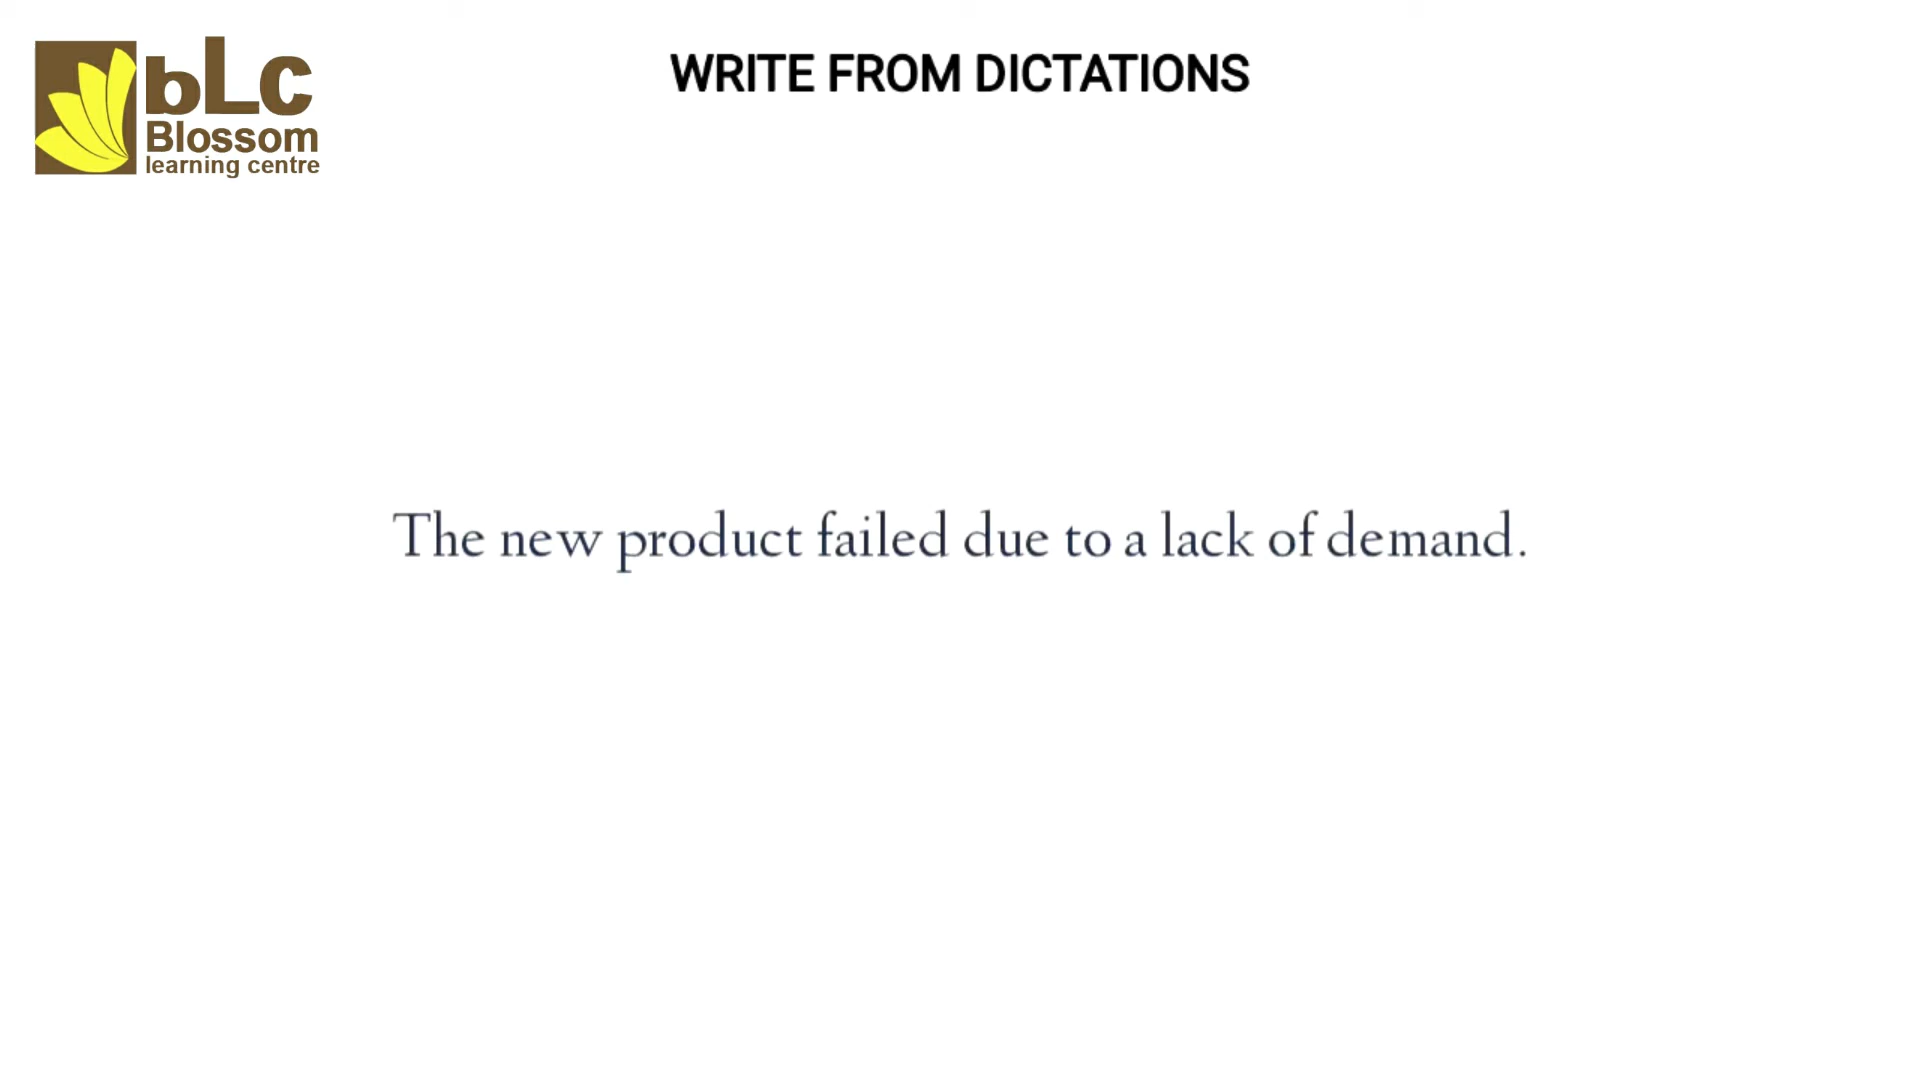 bLc
Blossom
learning centre
WRITE FROM DICTATIONS
The new product failed due to a lack of demand.